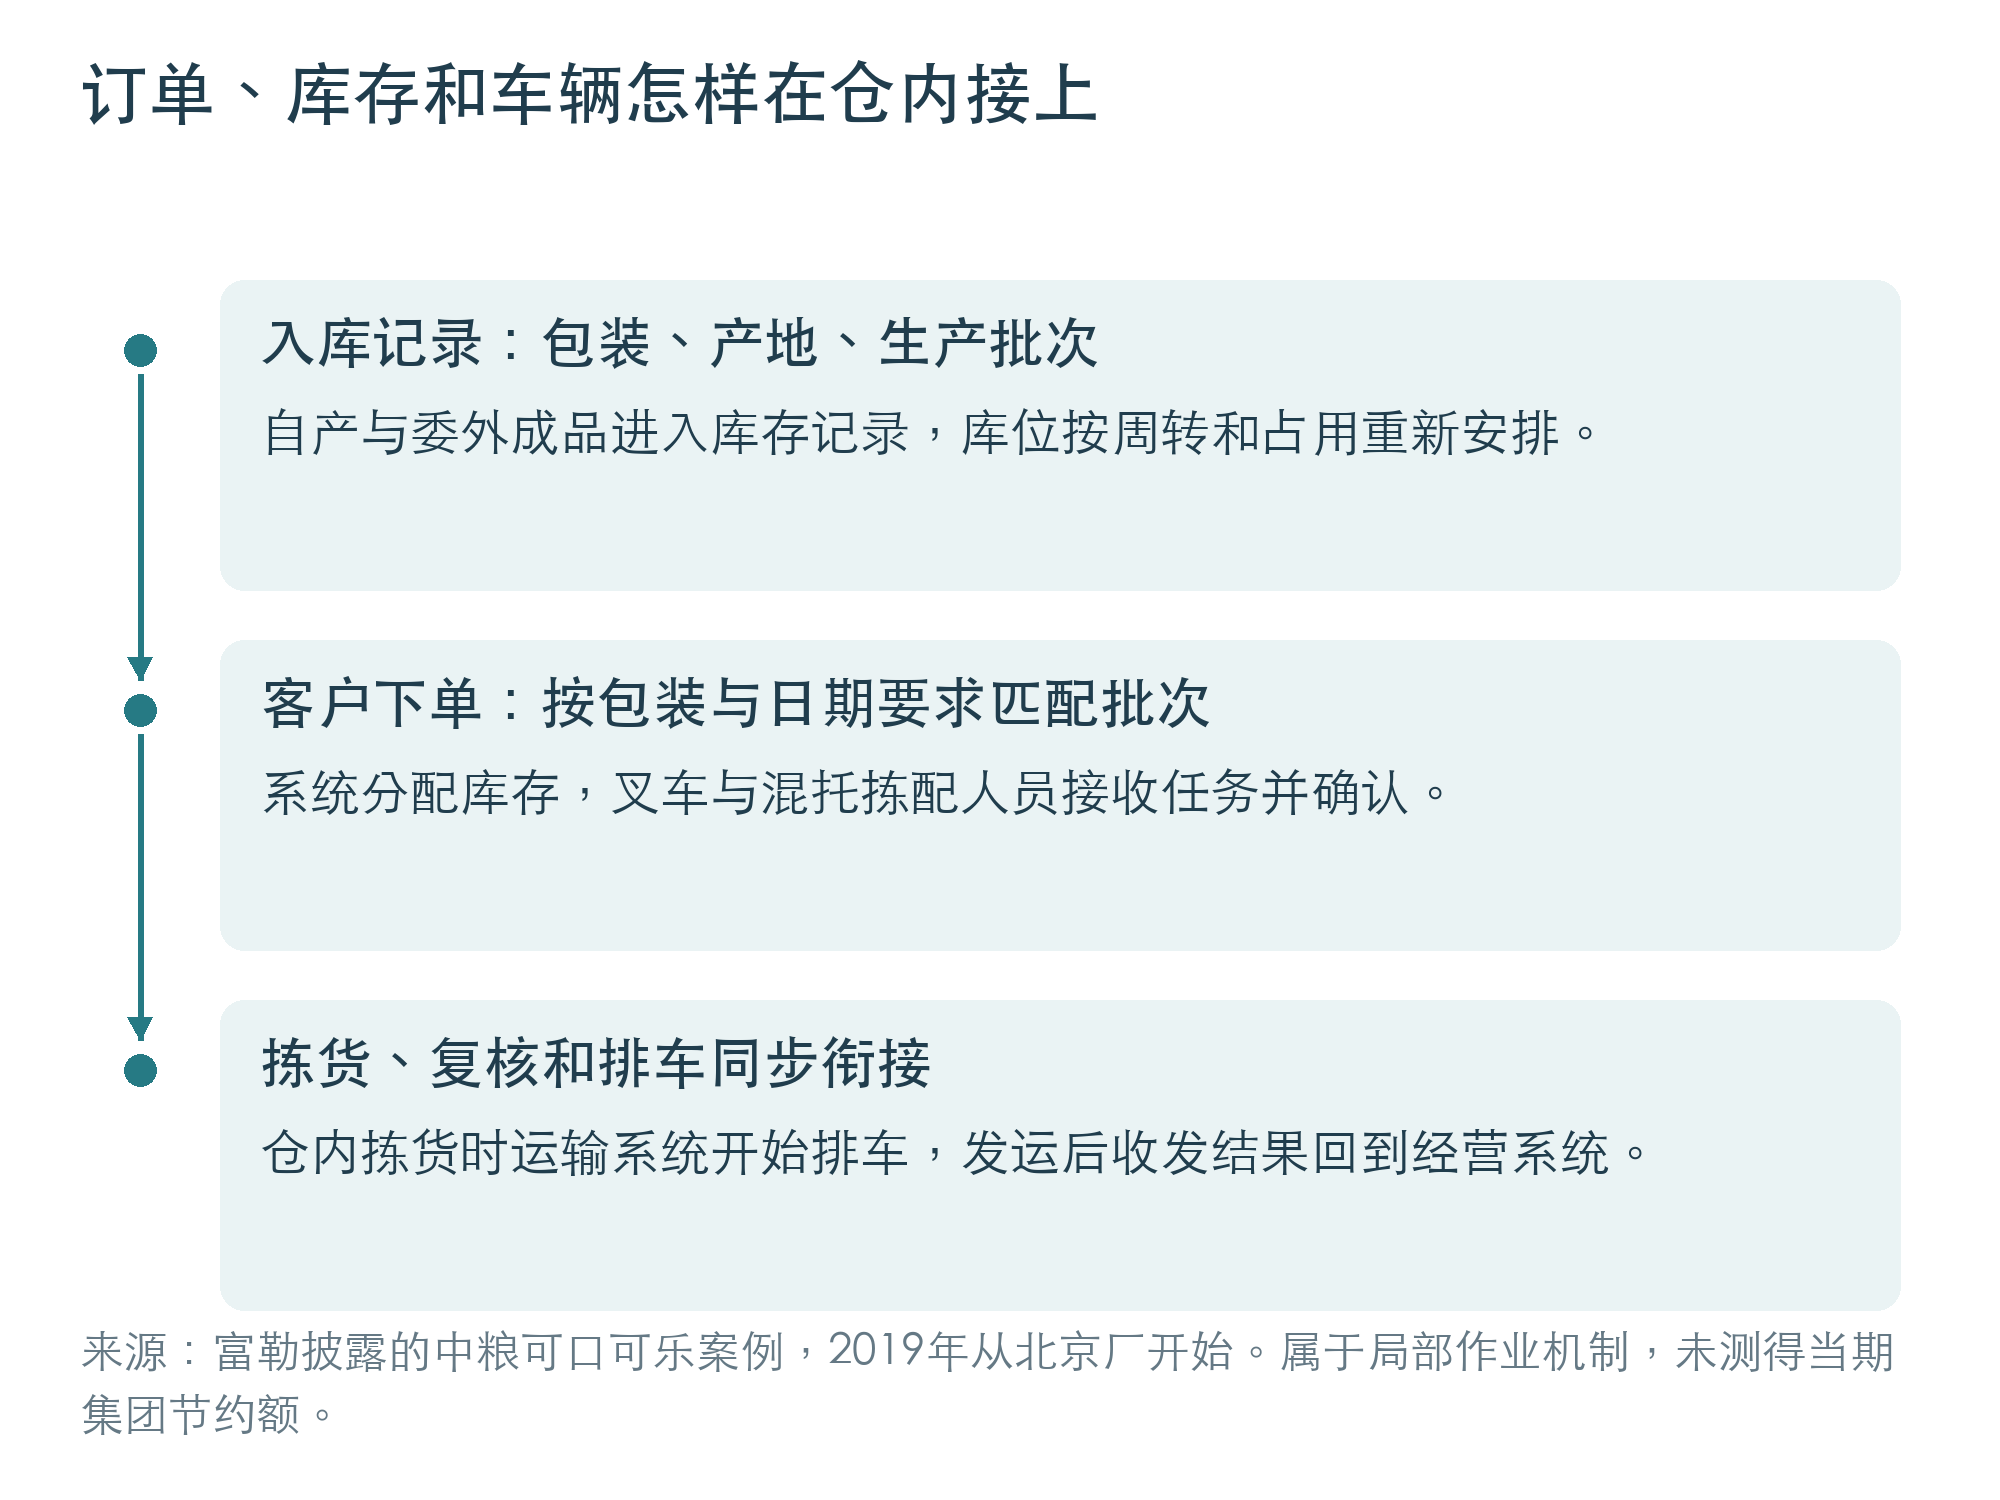 订单、库存和车辆怎样在仓内接上
入库记录：包装、产地、生产批次
自产与委外成品进入库存记录，库位按周转和占用重新安排。
客户下单：按包装与日期要求匹配批次
系统分配库存，叉车与混托拣配人员接收任务并确认。
拣货、复核和排车同步衔接
仓内拣货时运输系统开始排车，发运后收发结果回到经营系统。
来源：富勒披露的中粮可口可乐案例，2019年从北京厂开始。属于局部作业机制，未测得当期
集团节约额。